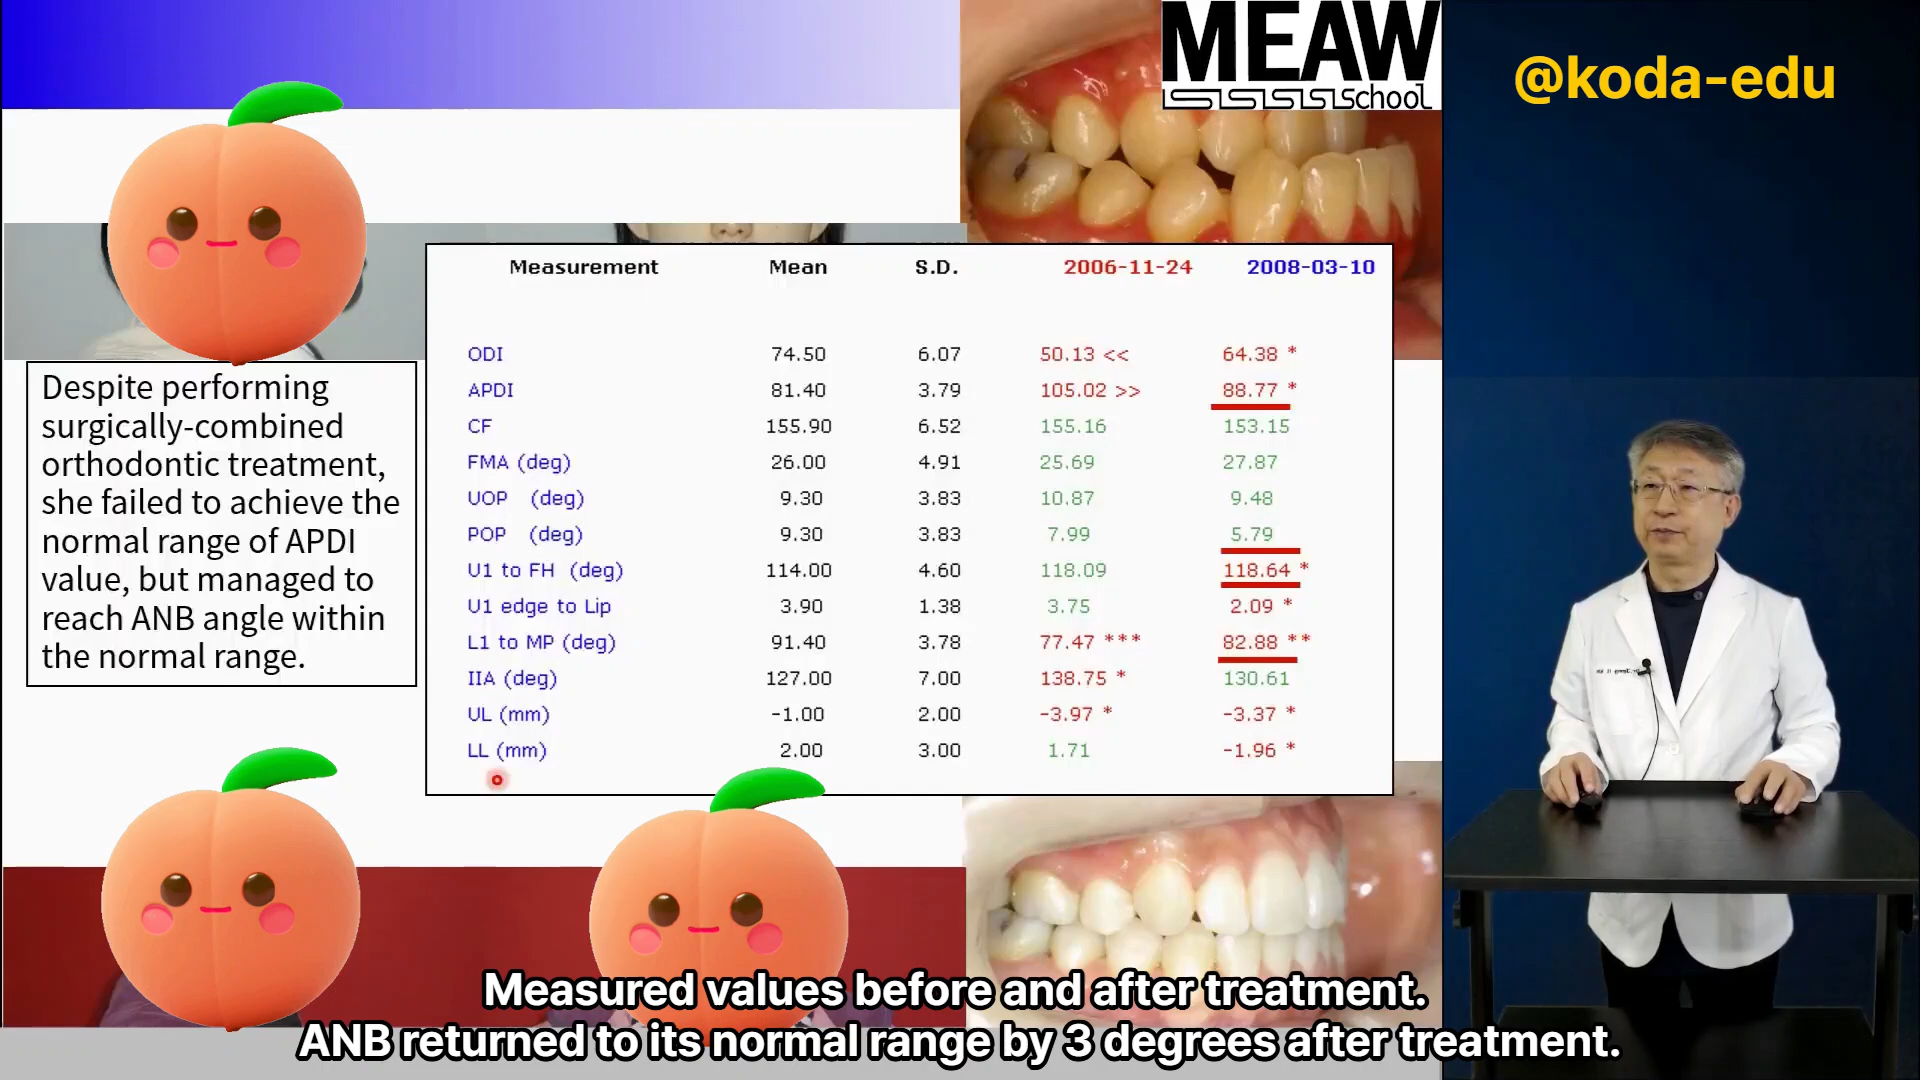 MEAW
school
@koda-edu
Despite performing
surgically-combined
orthodontic treatment,
she failed to achieve the
normal range of APDI
value, but managed to
reach ANB angle within
the normal range.
Measurement Mean S.D. 2006-11-24 2008-03-10
ODI 74.50 6.07 50.13 << 64.38 *
APDI 81.40 3.79 105.02 >> 88.77 *
CF 155.90 6.52 155.16 153.15
FMA (deg) 26.00 4.91 25.69 27.87
UOP (deg) 9.30 3.83 10.87 9.48
POP (deg) 9.30 3.83 7.99 5.79
U1 to FH (deg) 114.00 4.60 118.09 118.64 *
U1 edge to Lip 3.90 1.38 3.75 2.09 *
L1 to MP (deg) 91.40 3.78 77.47 *** 82.88 **
IIA (deg) 127.00 7.00 138.75 * 130.61
UL (mm) -1.00 2.00 -3.97 * -3.37 *
LL (mm) 2.00 3.00 1.71 -1.96 *
Measured values before and after treatment.
ANB returned to its normal range by 3 degrees after treatment.